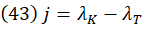 (43) j = λ_K − λ_T